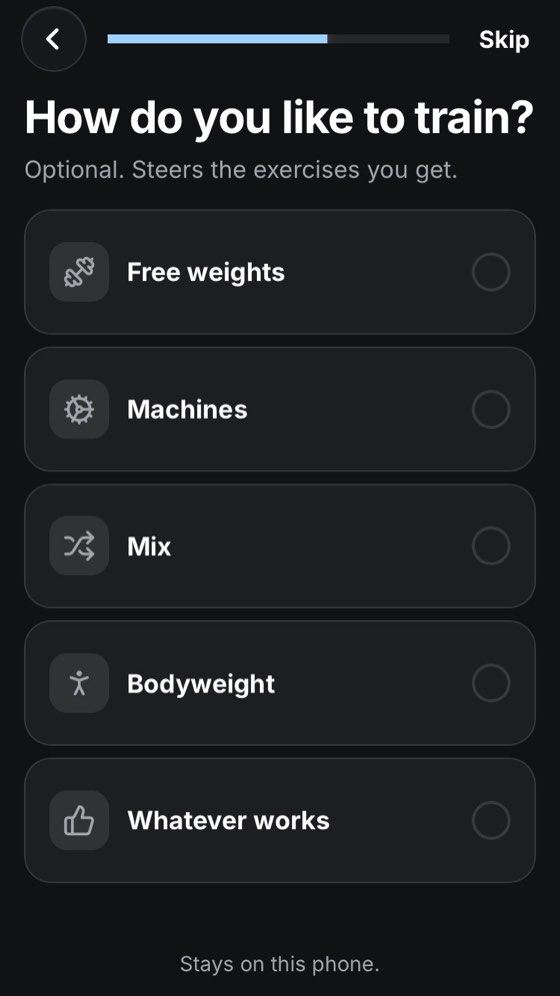 Skip
How do you like to train?
Optional. Steers the exercises you get.
Free weights
Machines
Mix
Bodyweight
Whatever works
Stays on this phone.